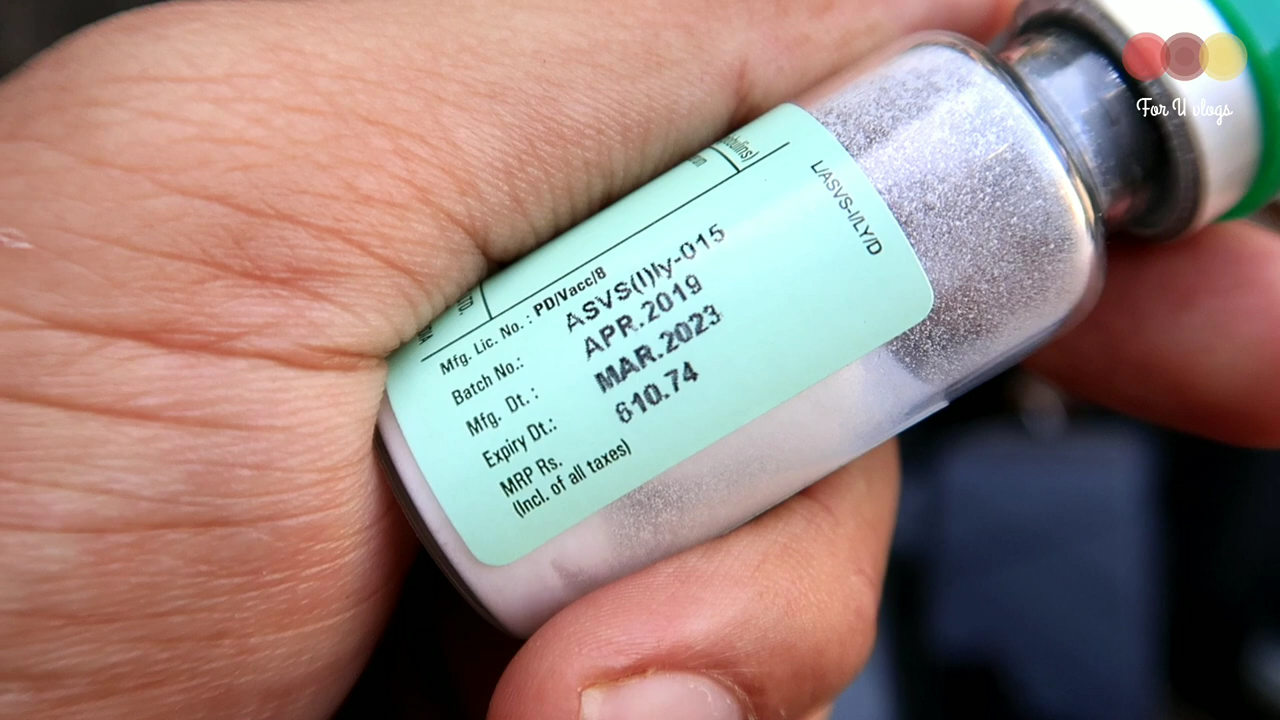 For U vlogs
L/ASVS-I/LY/D
Mfg. Lic. No. : PD/Vacc/8
Batch No.: ASVS(I)ly-015
Mfg. Dt. : APR.2019
Expiry Dt.: MAR.2023
MRP Rs. 610.74
(Incl. of all taxes)